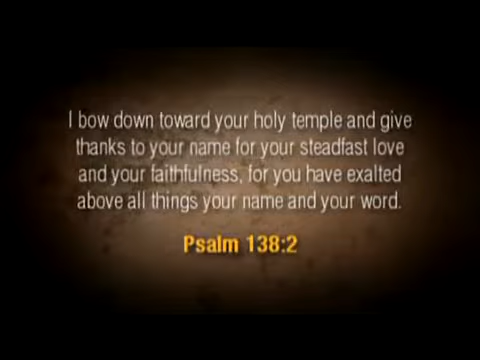 I bow down toward your holy temple and give
thanks to your name for your steadfast love
and your faithfulness, for you have exalted
above all things your name and your word.
Psalm 138:2